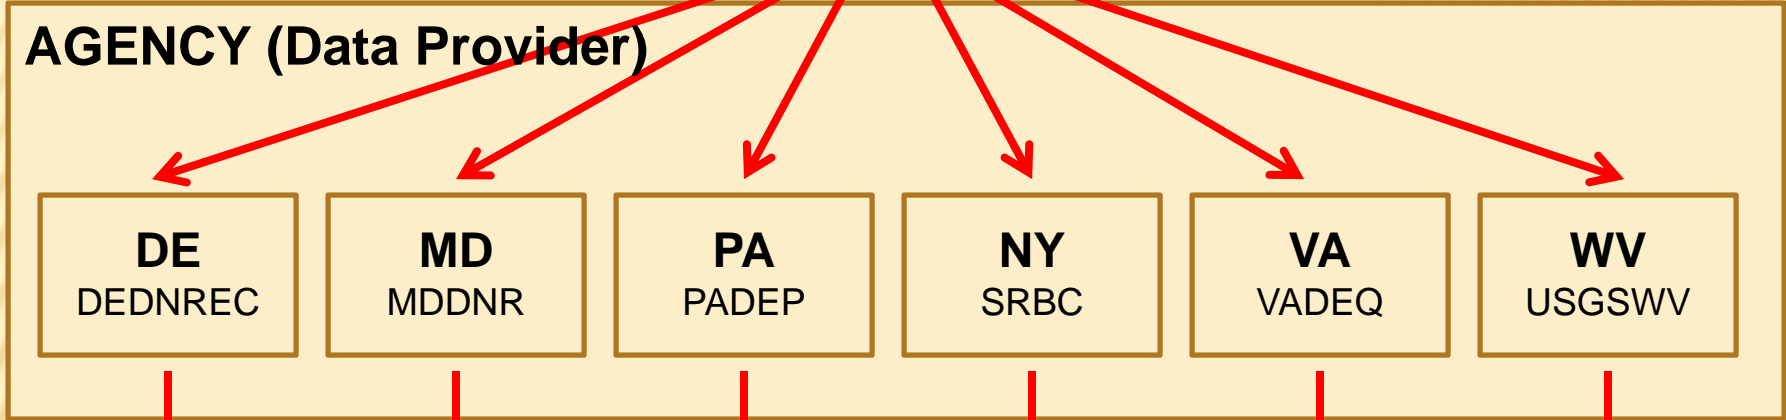 AGENCY (Data Provider)
DE
DEDNREC
MD
MDDNR
PA
PADEP
NY
SRBC
VA
VADEQ
WV
USGSWV